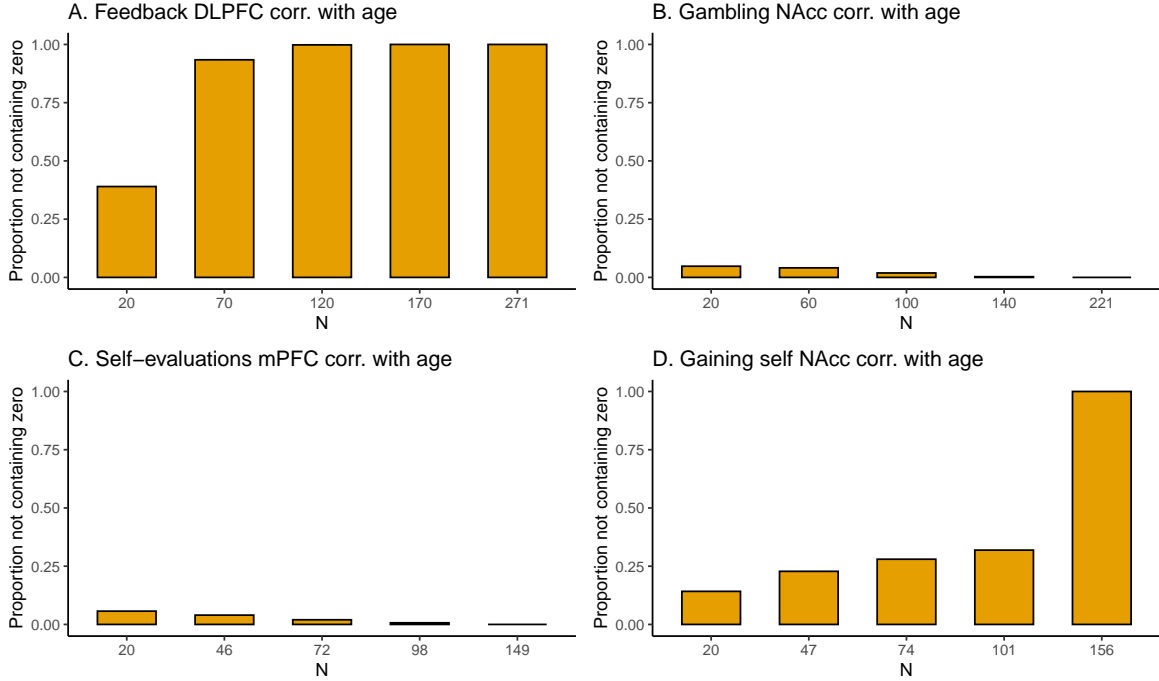 A. Feedback DLPFC corr. with age
Proportion not containing zero
1.00
0.75
0.50
0.25
0.00
20 70 120 170 271
N
B. Gambling NAcc corr. with age
Proportion not containing zero
1.00
0.75
0.50
0.25
0.00
20 60 100 140 221
N
C. Self−evaluations mPFC corr. with age
Proportion not containing zero
1.00
0.75
0.50
0.25
0.00
20 46 72 98 149
N
D. Gaining self NAcc corr. with age
Proportion not containing zero
1.00
0.75
0.50
0.25
0.00
20 47 74 101 156
N